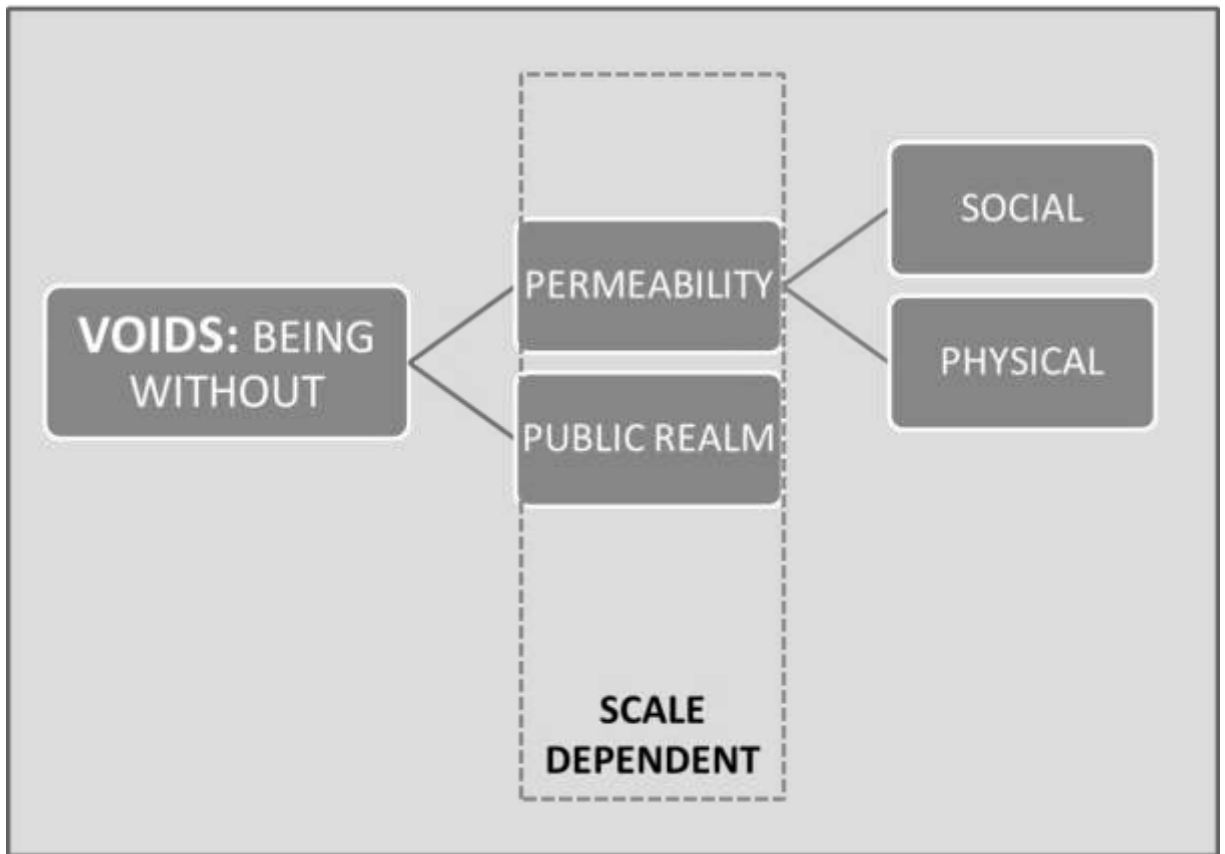 VOIDS: BEING
WITHOUT
PERMEABILITY
PUBLIC REALM
SOCIAL
PHYSICAL
SCALE
DEPENDENT